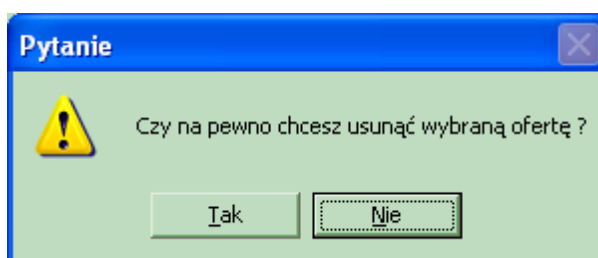 Pytanie
Czy na pewno chcesz usunąć wybraną ofertę ?
Tak
Nie